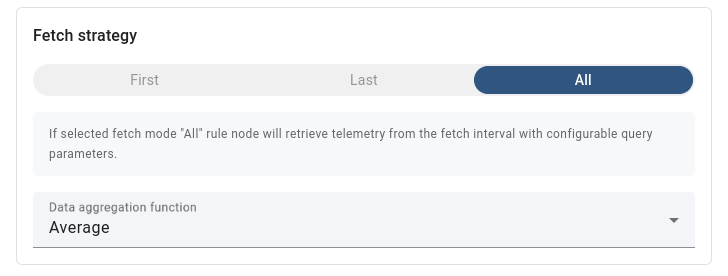 Fetch strategy
First
Last
All
If selected fetch mode "All" rule node will retrieve telemetry from the fetch interval with configurable query
parameters.
Data aggregation function
Average